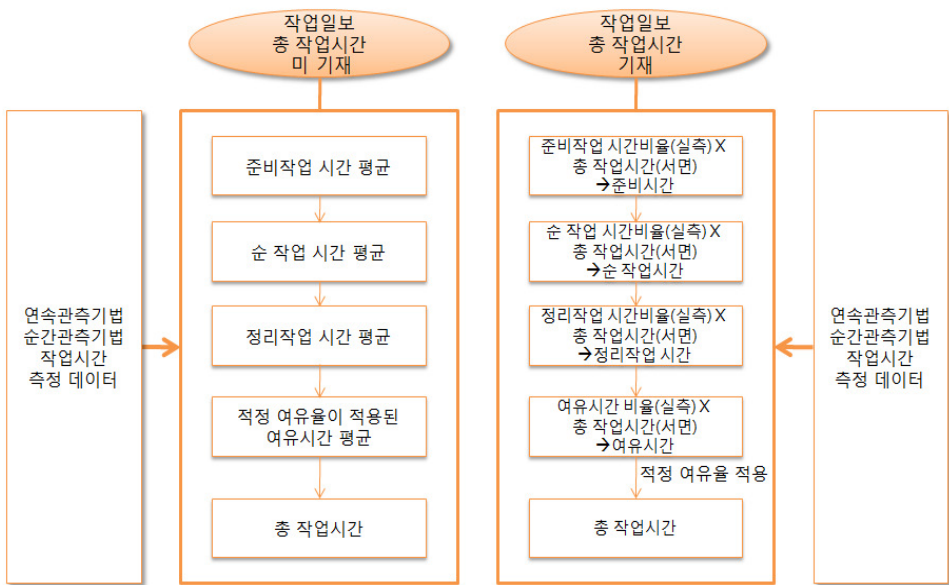 작업일보
총 작업시간
미 기재
작업일보
총 작업시간
기재
연속관측기법
순간관측기법
작업시간
측정 데이터
준비작업 시간 평균
순 작업 시간 평균
정리작업 시간 평균
적정 여유율이 적용된
여유시간 평균
총 작업시간
준비작업 시간비율(실측) X
총 작업시간(서면)
→준비시간
순 작업 시간비율(실측) X
총 작업시간(서면)
→순 작업시간
정리작업 시간비율(실측) X
총 작업시간(서면)
→정리작업 시간
여유시간 비율(실측) X
총 작업시간(서면)
→여유시간
적정 여유율 적용
총 작업시간
연속관측기법
순간관측기법
작업시간
측정 데이터